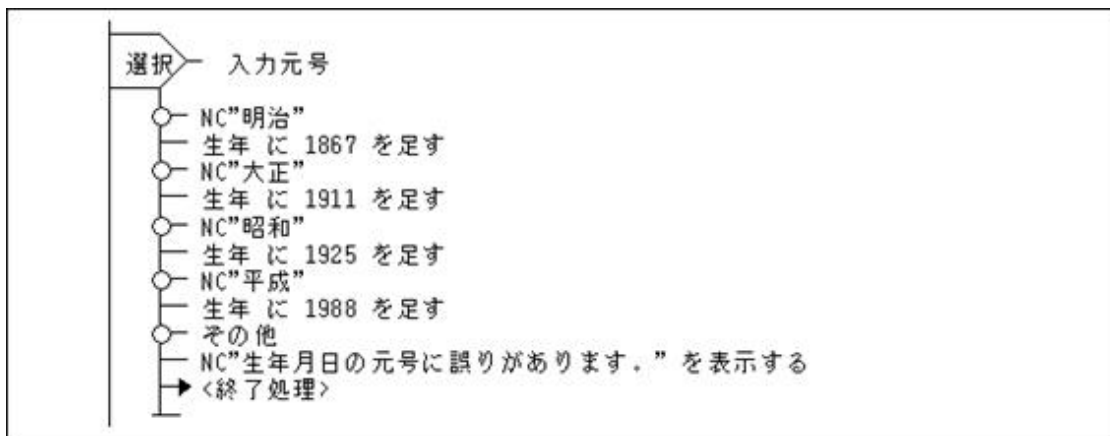 選択 入力元号
NC”明治”
生年 に 1867 を足す
NC”大正”
生年 に 1911 を足す
NC”昭和”
生年 に 1925 を足す
NC”平成”
生年 に 1988 を足す
その他
NC”生年月日の元号に誤りがあります．” を表示する
<終了処理>